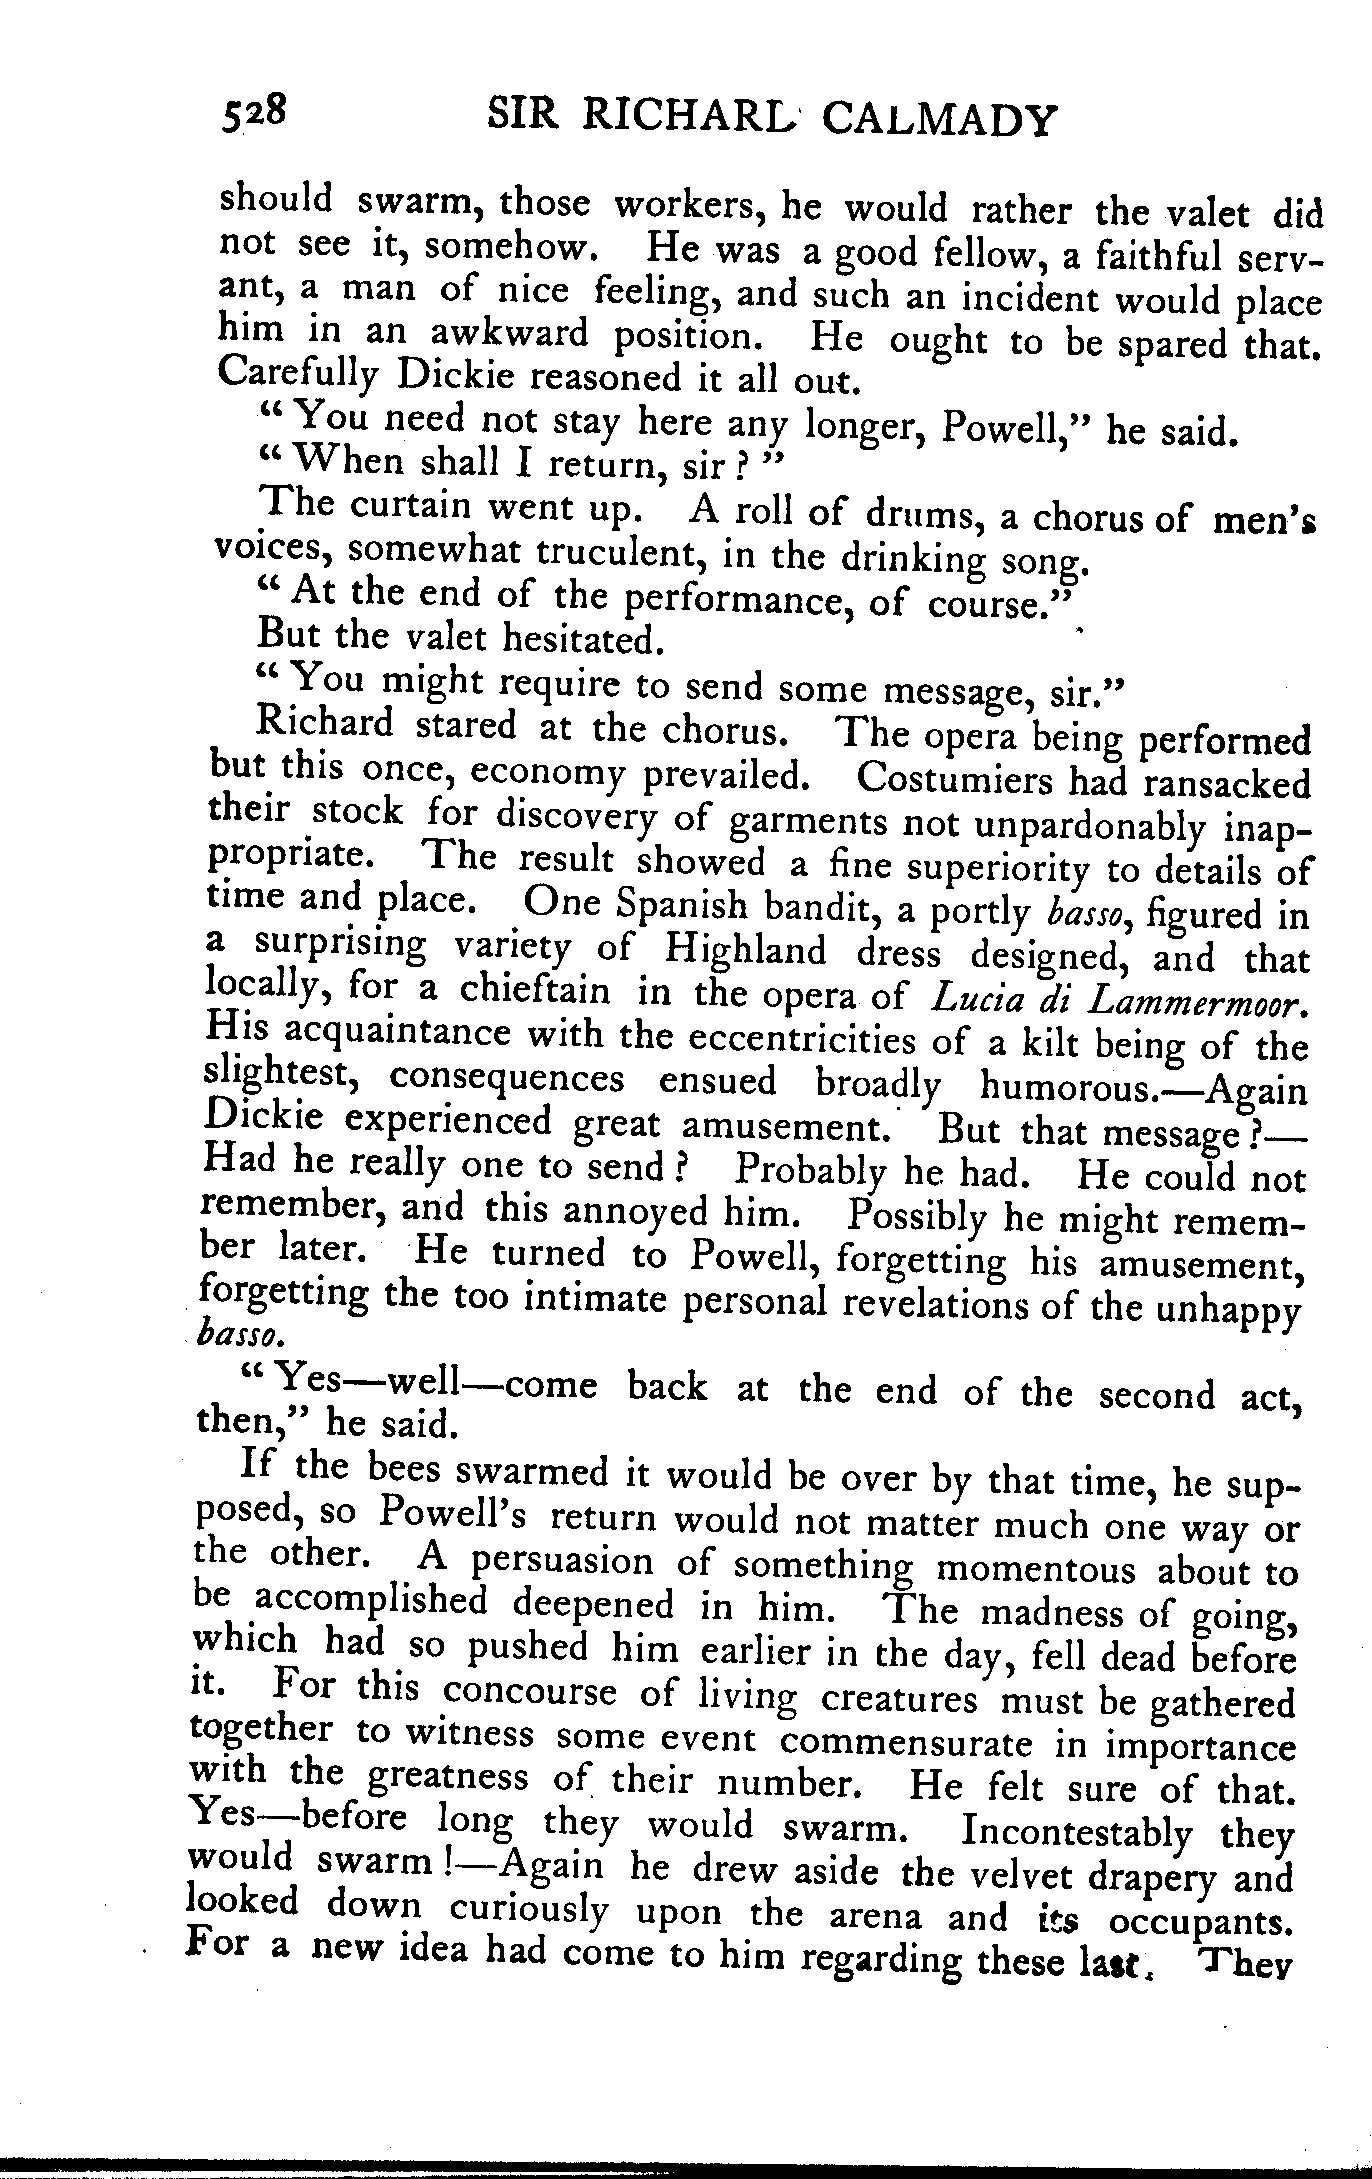 528 SIR RICHARD CALMADY
should swarm, those workers, he would rather the valet did
not see it, somehow. He was a good fellow, a faithful serv-
ant, a man of nice feeling, and such an incident would place
him in an awkward position. He ought to be spared that.
Carefully Dickie reasoned it all out.
“You need not stay here any longer, Powell,” he said.
“When shall I return, sir?”
The curtain went up. A roll of drums, a chorus of men's
voices, somewhat truculent, in the drinking song.
“At the end of the performance, of course.”
But the valet hesitated.
“You might require to send some message, sir.”
Richard stared at the chorus. The opera being performed
but this once, economy prevailed. Costumiers had ransacked
their stock for discovery of garments not unpardonably inap-
propriate. The result showed a fine superiority to details of
time and place. One Spanish bandit, a portly basso, figured in
a surprising variety of Highland dress designed, and that
locally, for a chieftain in the opera of Lucia di Lammermoor.
His acquaintance with the eccentricities of a kilt being of the
slightest, consequences ensued broadly humorous.—Again
Dickie experienced great amusement. But that message?—
Had he really one to send? Probably he had. He could not
remember, and this annoyed him. Possibly he might remem-
ber later. He turned to Powell, forgetting his amusement,
forgetting the too intimate personal revelations of the unhappy
basso.
“Yes—well—come back at the end of the second act,
then,” he said.
If the bees swarmed it would be over by that time, he sup-
posed, so Powell's return would not matter much one way or
the other. A persuasion of something momentous about to
be accomplished deepened in him. The madness of going,
which had so pushed him earlier in the day, fell dead before
it. For this concourse of living creatures must be gathered
together to witness some event commensurate in importance
with the greatness of their number. He felt sure of that.
Yes—before long they would swarm. Incontestably they
would swarm!—Again he drew aside the velvet drapery and
looked down curiously upon the arena and its occupants.
For a new idea had come to him regarding these last. They